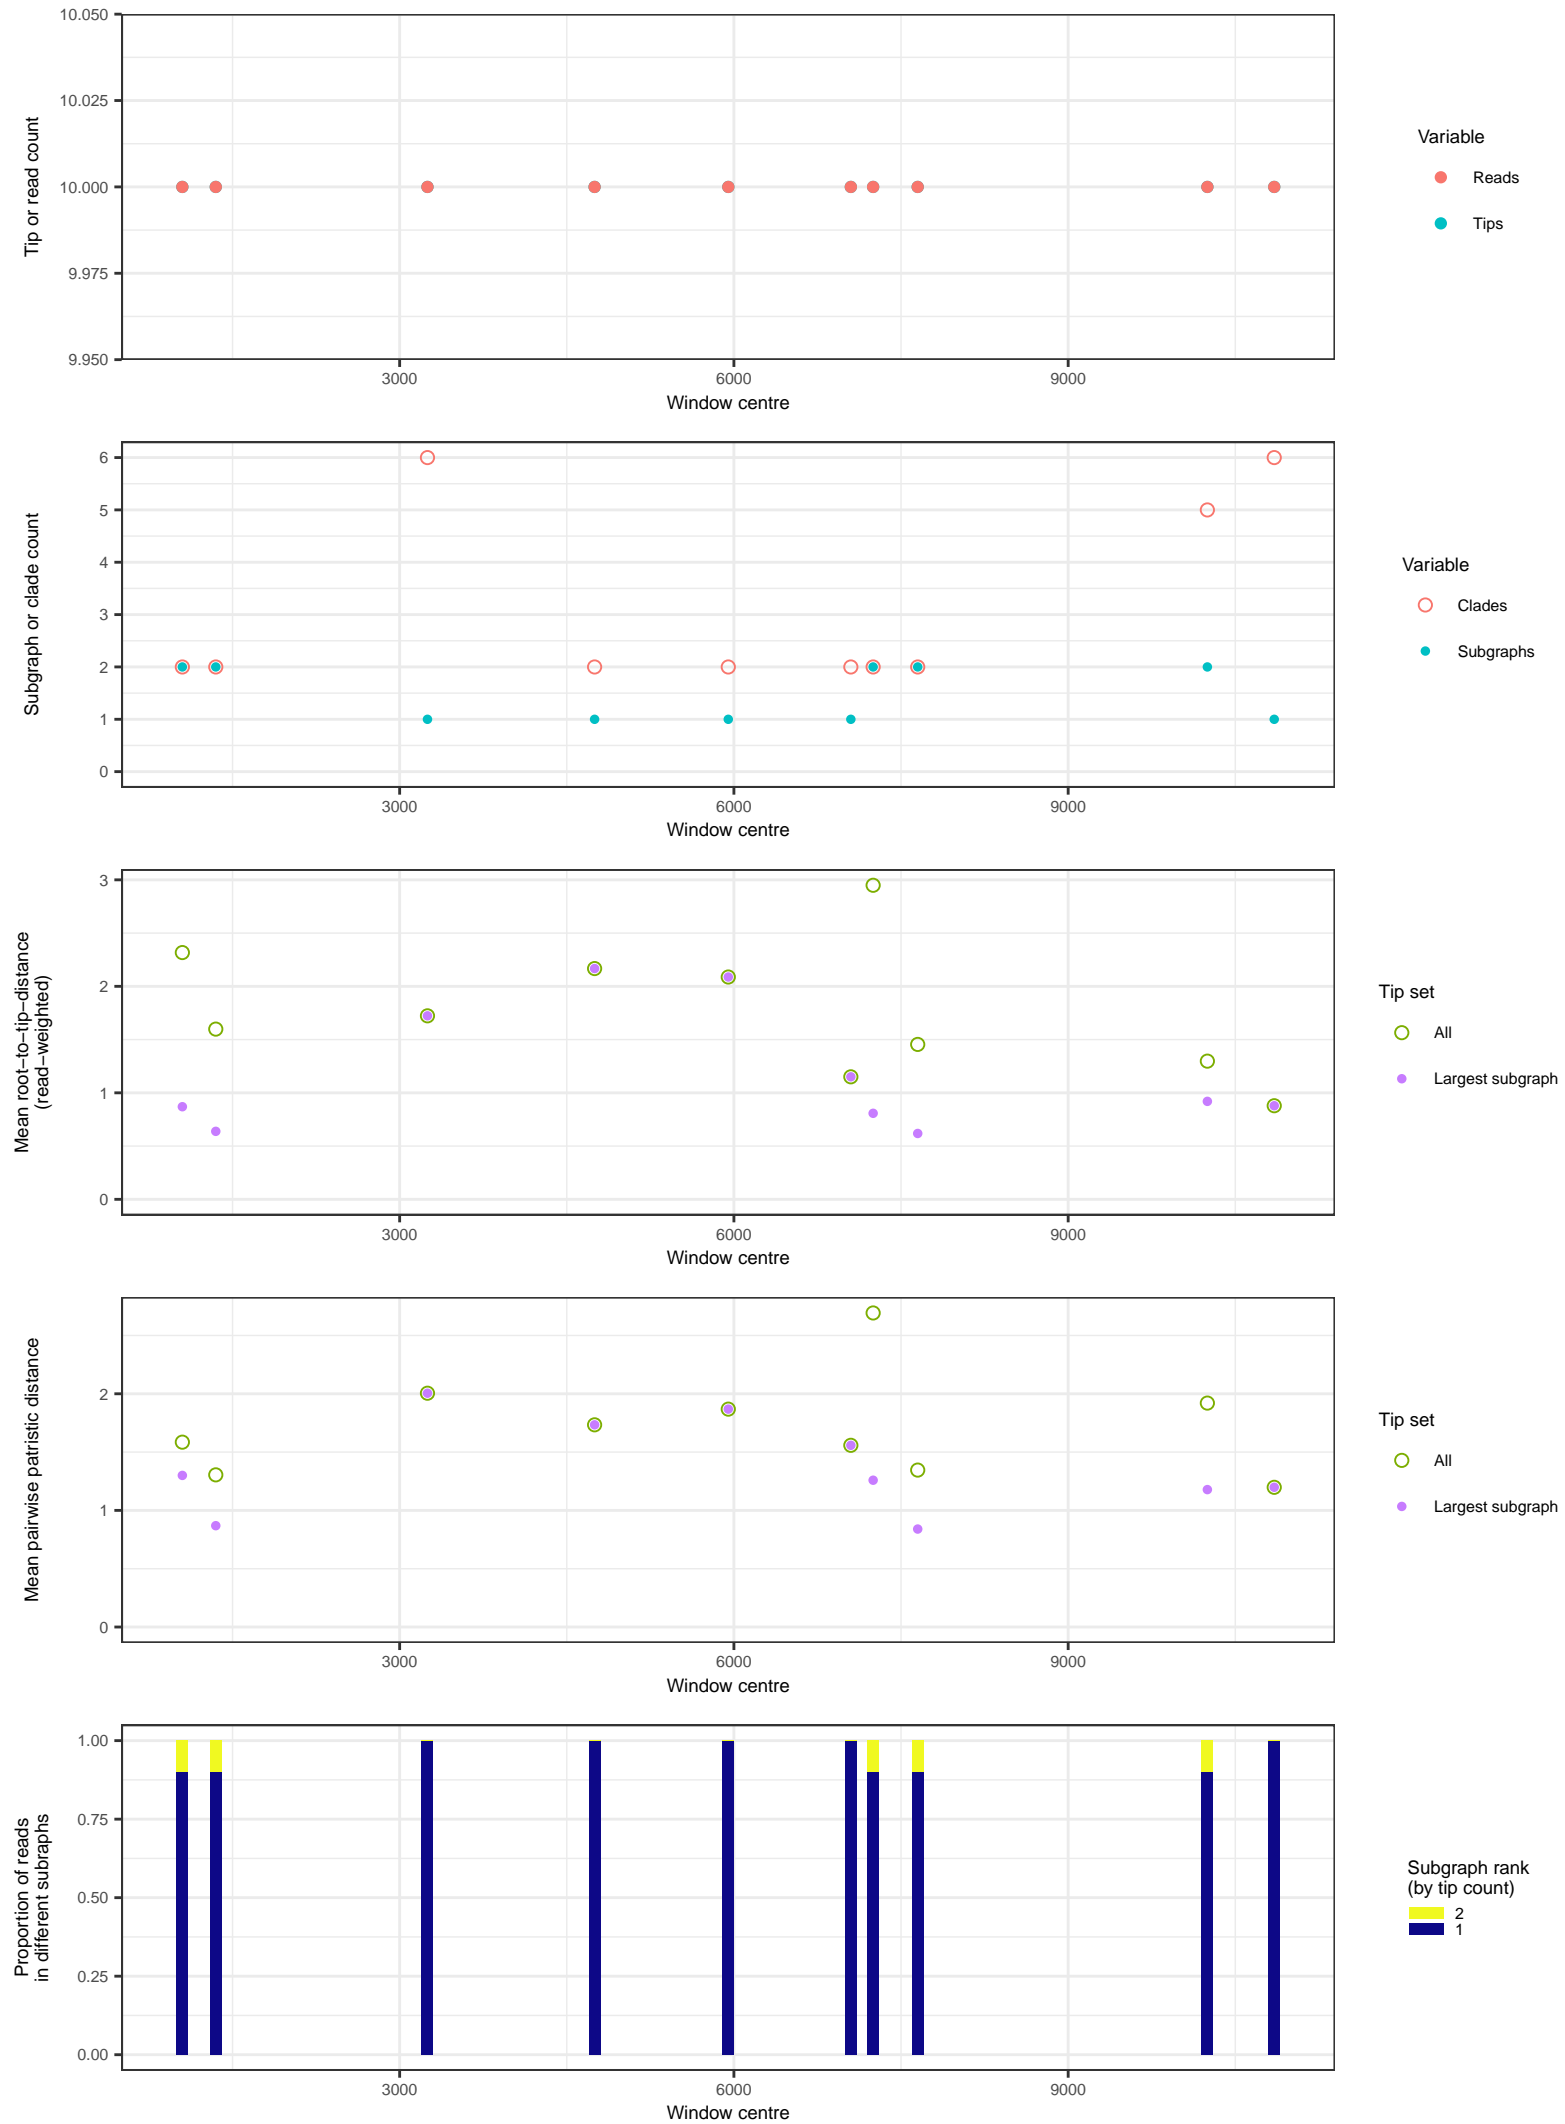 10.050
10.025
10.000
9.975
9.950
Tip or read count
3000
6000
9000
Window centre
Variable
Reads
Tips
6
5
4
3
2
1
0
Subgraph or clade count
3000
6000
9000
Window centre
Variable
Clades
Subgraphs
3
2
1
0
Mean root−to−tip−distance
(read−weighted)
3000
6000
9000
Window centre
Tip set
All
Largest subgraph
2
1
0
Mean pairwise patristic distance
3000
6000
9000
Window centre
Tip set
All
Largest subgraph
1.00
0.75
0.50
0.25
0.00
Proportion of reads
in different subraphs
3000
6000
9000
Window centre
Subgraph rank
(by tip count)
2
1